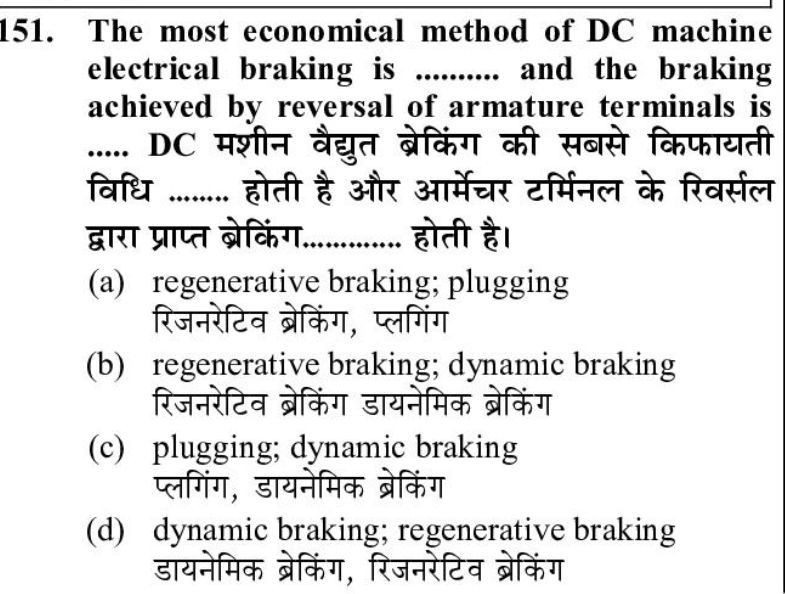 151. The most economical method of DC machine
electrical braking is .......... and the braking
achieved by reversal of armature terminals is
..... DC मशीन वैद्युत ब्रेकिंग की सबसे किफायती
विधि ........ होती है और आर्मेचर टर्मिनल के रिवर्सल
द्वारा प्राप्त ब्रेकिंग.............. होती है।
(a) regenerative braking; plugging
रिजनरेटिव ब्रेकिंग, प्लगिंग
(b) regenerative braking; dynamic braking
रिजनरेटिव ब्रेकिंग डायनेमिक ब्रेकिंग
(c) plugging; dynamic braking
प्लगिंग, डायनेमिक ब्रेकिंग
(d) dynamic braking; regenerative braking
डायनेमिक ब्रेकिंग, रिजनरेटिव ब्रेकिंग